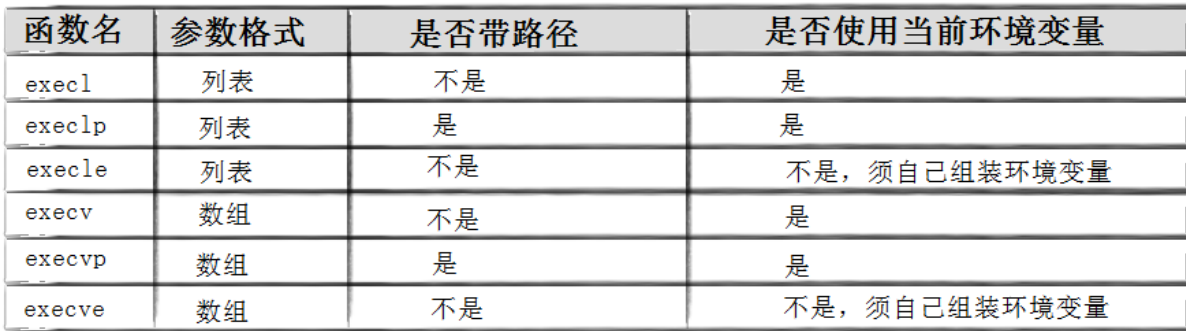 函数名 参数格式 是否带路径 是否使用当前环境变量
execl 列表 不是 是
execlp 列表 是 是
execle 列表 不是 不是，须自己组装环境变量
execv 数组 不是 是
execvp 数组 是 是
execve 数组 不是 不是，须自己组装环境变量